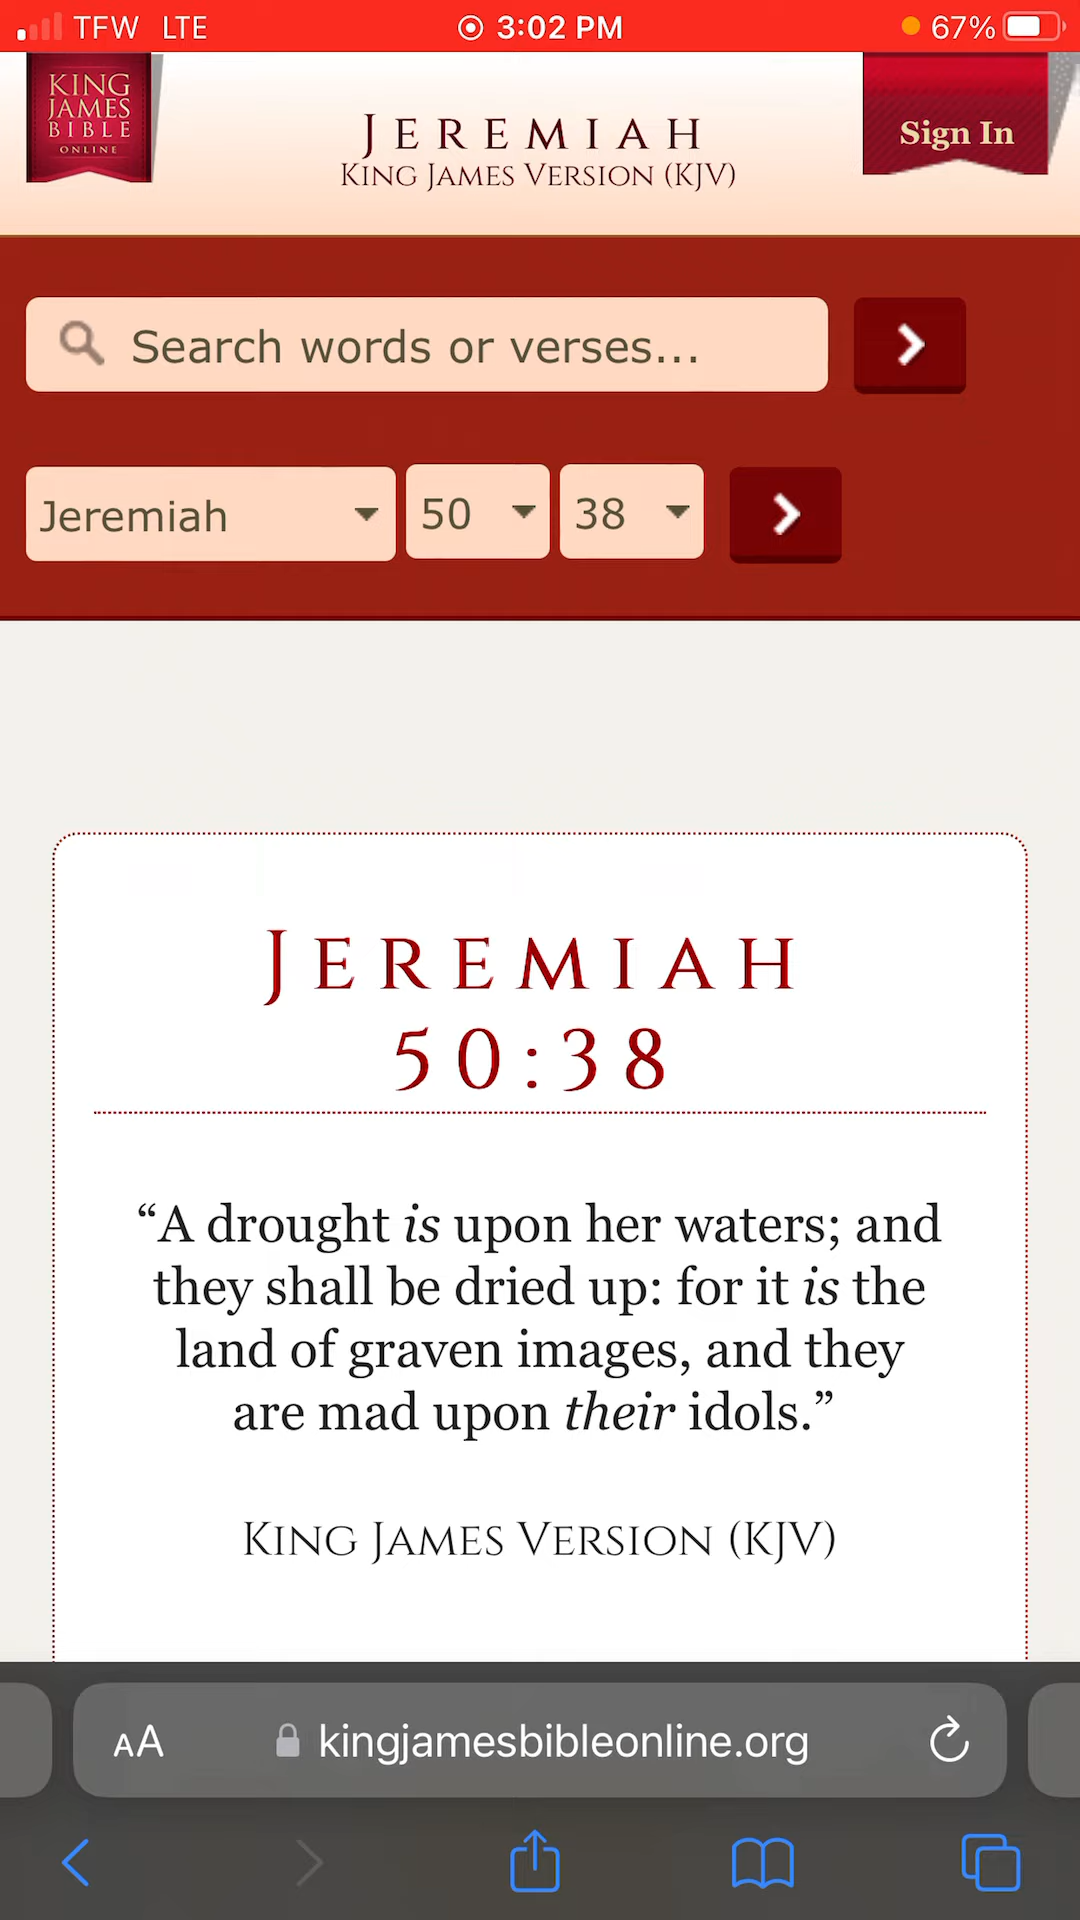 TFW LTE 3:02 PM 67%
KING
JAMES
BIBLE
ONLINE
JEREMIAH
KING JAMES VERSION (KJV)
Sign In
Search words or verses...
Jeremiah 50 38
JEREMIAH
50:38
“A drought is upon her waters; and
they shall be dried up: for it is the
land of graven images, and they
are mad upon their idols.”
KING JAMES VERSION (KJV)
AA kingjamesbibleonline.org